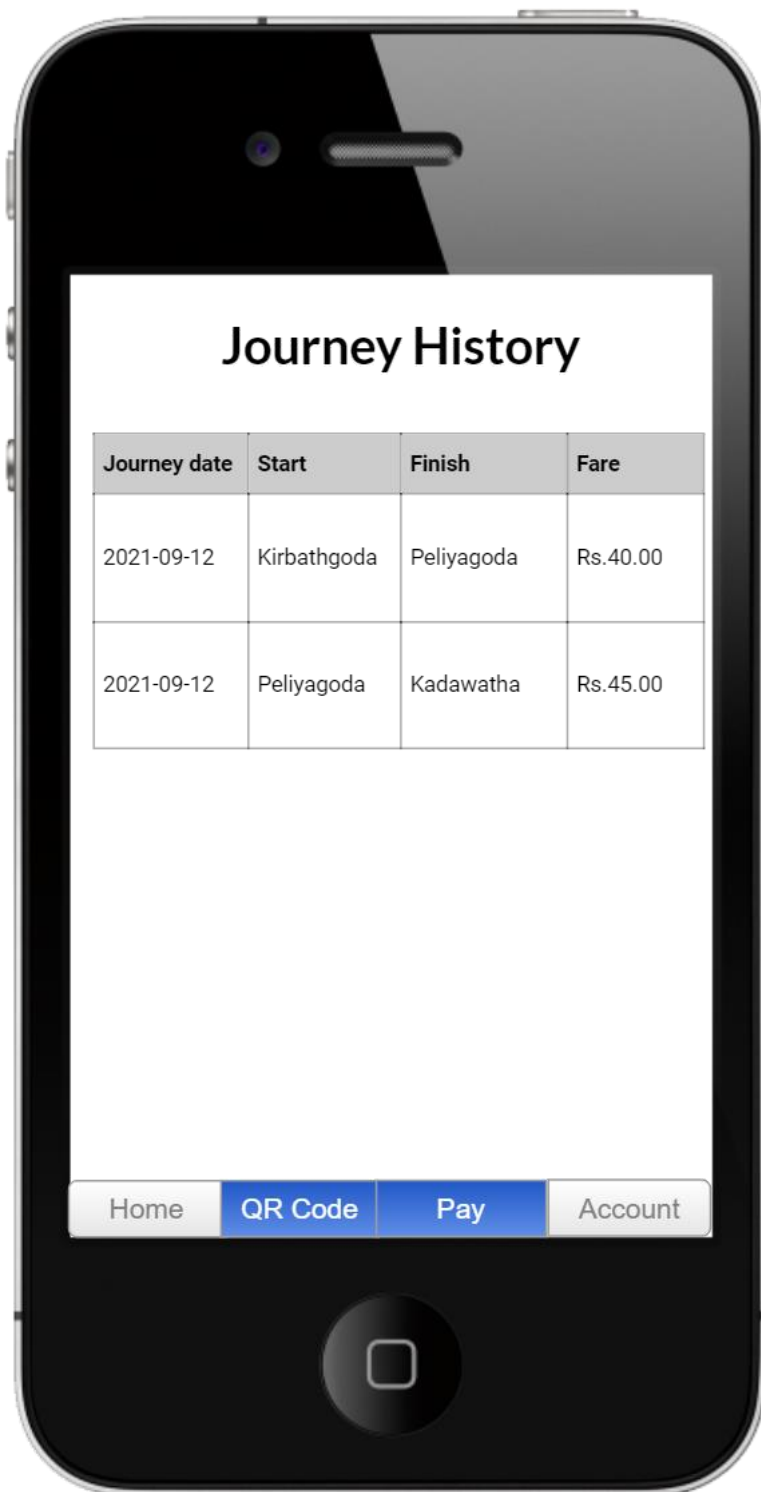 Journey History
Journey date Start Finish Fare
2021-09-12 Kirbathgoda Peliyagoda Rs.40.00
2021-09-12 Peliyagoda Kadawatha Rs.45.00
Home QR Code Pay Account